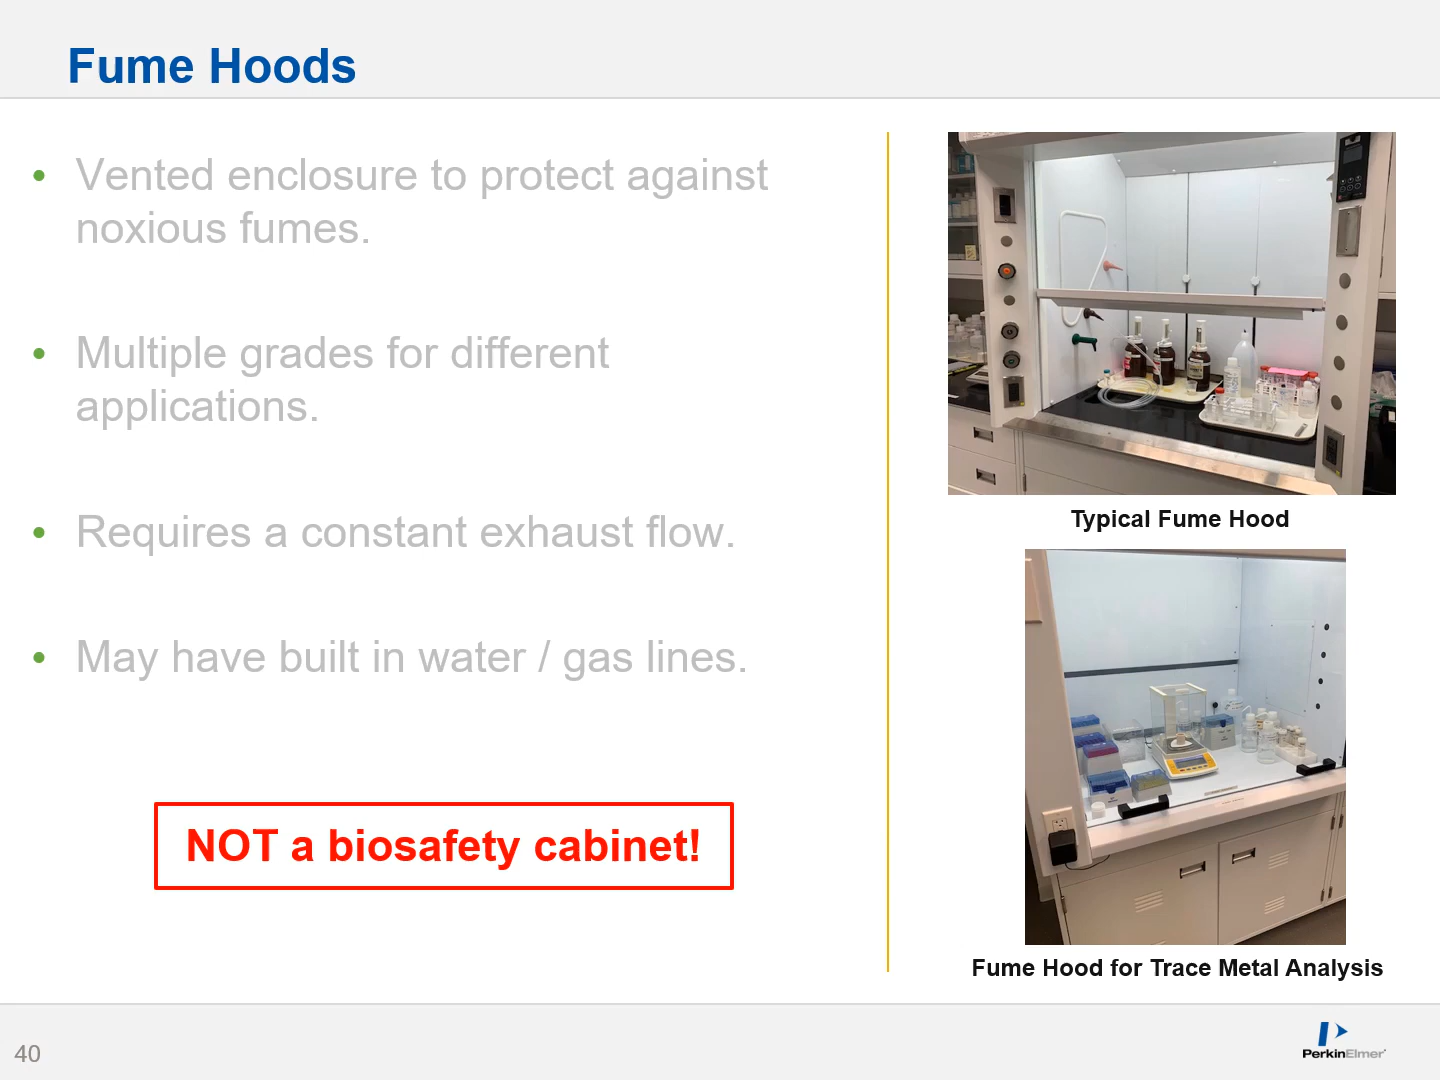 Fume Hoods
• Vented enclosure to protect against
noxious fumes.
• Multiple grades for different
applications.
• Requires a constant exhaust flow.
• May have built in water / gas lines.
NOT a biosafety cabinet!
Typical Fume Hood
Fume Hood for Trace Metal Analysis
40
PerkinElmer